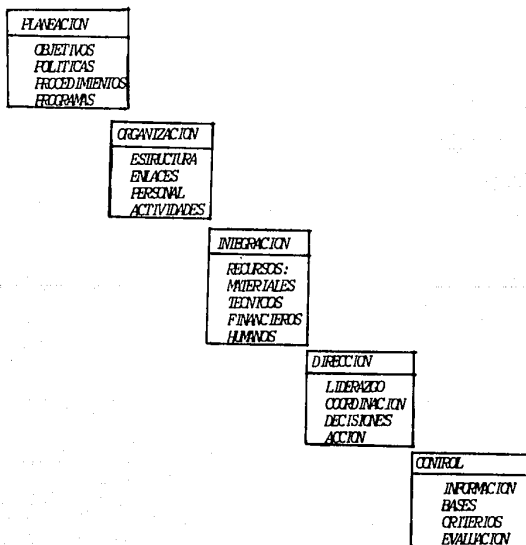 PLANEACION
OBJETIVOS
POLITICAS
PROCEDIMIENTOS
PROGRAMAS
ORGANIZACION
ESTRUCTURA
ENLACES
PERSONAL
ACTIVIDADES
INTEGRACION
RECURSOS:
MATERIALES
TECNICOS
FINANCIEROS
HUMANOS
DIRECCION
LIDERAZGO
COORDINACION
DECISIONES
ACCION
CONTROL
INFORMACION
BASES
CRITERIOS
EVALUACION